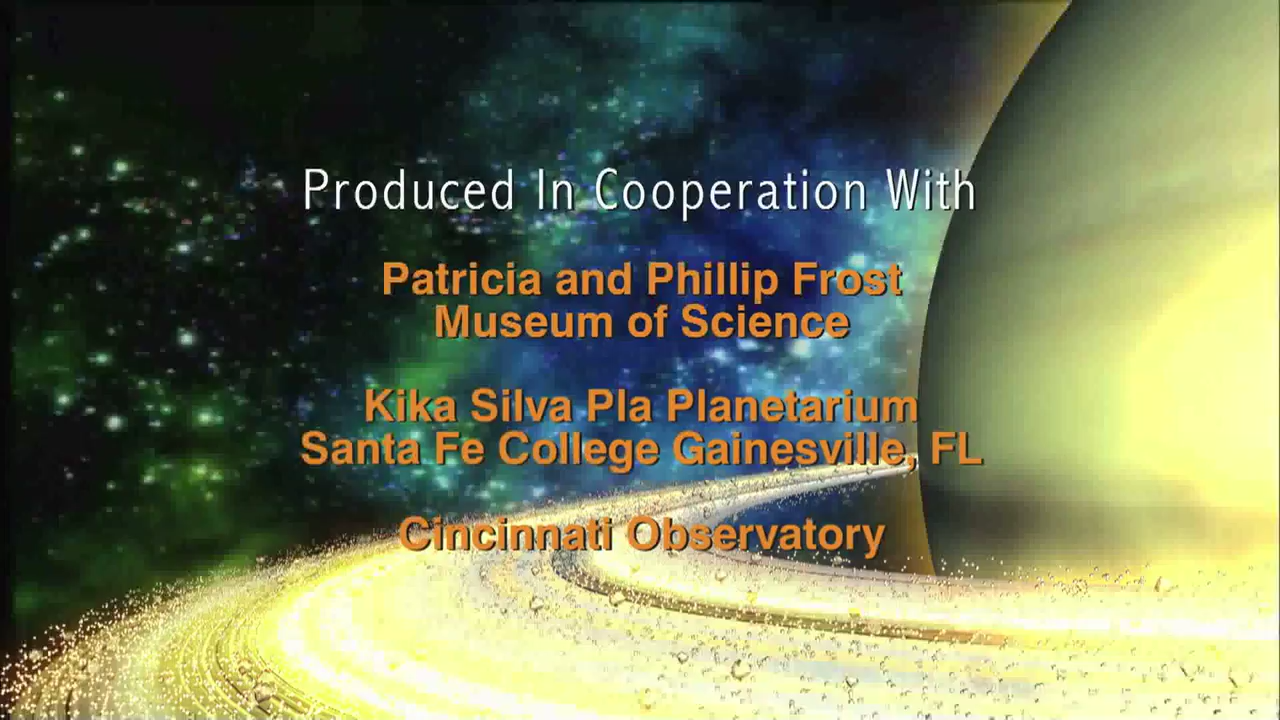 Produced In Cooperation With
Patricia and Phillip Frost
Museum of Science
Kika Silva Pla Planetarium
Santa Fe College Gainesville, FL
Cincinnati Observatory